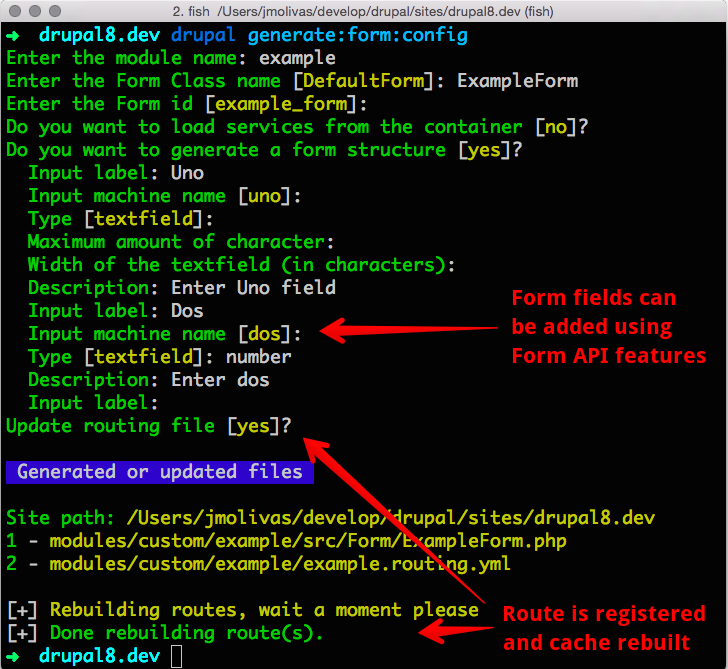 2. fish /Users/jmolivas/develop/drupal/sites/drupal8.dev (fish)
➜ drupal8.dev drupal generate:form:config
Enter the module name: example
Enter the Form Class name [DefaultForm]: ExampleForm
Enter the Form id [example_form]:
Do you want to load services from the container [no]?
Do you want to generate a form structure [yes]?
Input label: Uno
Input machine name [uno]:
Type [textfield]:
Maximum amount of character:
Width of the textfield (in characters):
Description: Enter Uno field
Input label: Dos
Input machine name [dos]:
Type [textfield]: number
Description: Enter dos
Input label:
Update routing file [yes]?
Form fields can
be added using
Form API features
Generated or updated files
Site path: /Users/jmolivas/develop/drupal/sites/drupal8.dev
1 - modules/custom/example/src/Form/ExampleForm.php
2 - modules/custom/example/example.routing.yml
[+] Rebuilding routes, wait a moment please
[+] Done rebuilding route(s).
Route is registered
and cache rebuilt
➜ drupal8.dev